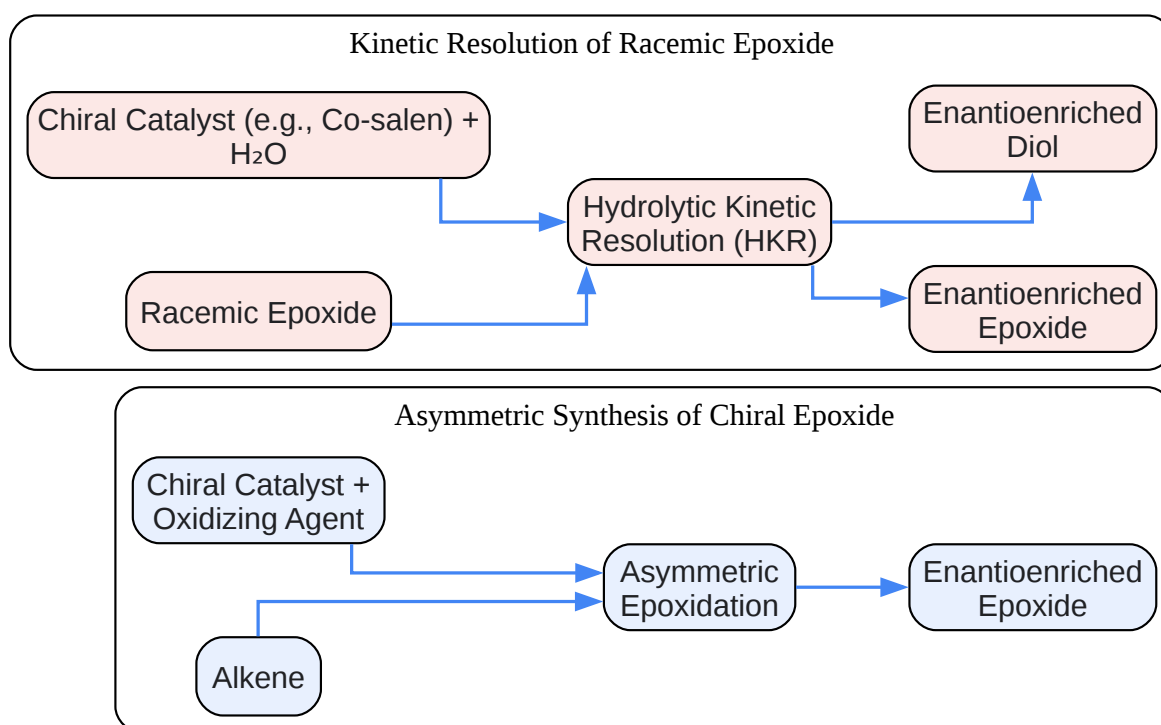 Kinetic Resolution of Racemic Epoxide
Chiral Catalyst (e.g., Co-salen) +
H₂O
Enantioenriched
Diol
Hydrolytic Kinetic
Resolution (HKR)
Racemic Epoxide
Enantioenriched
Epoxide
Asymmetric Synthesis of Chiral Epoxide
Chiral Catalyst +
Oxidizing Agent
Asymmetric
Epoxidation
Enantioenriched
Epoxide
Alkene